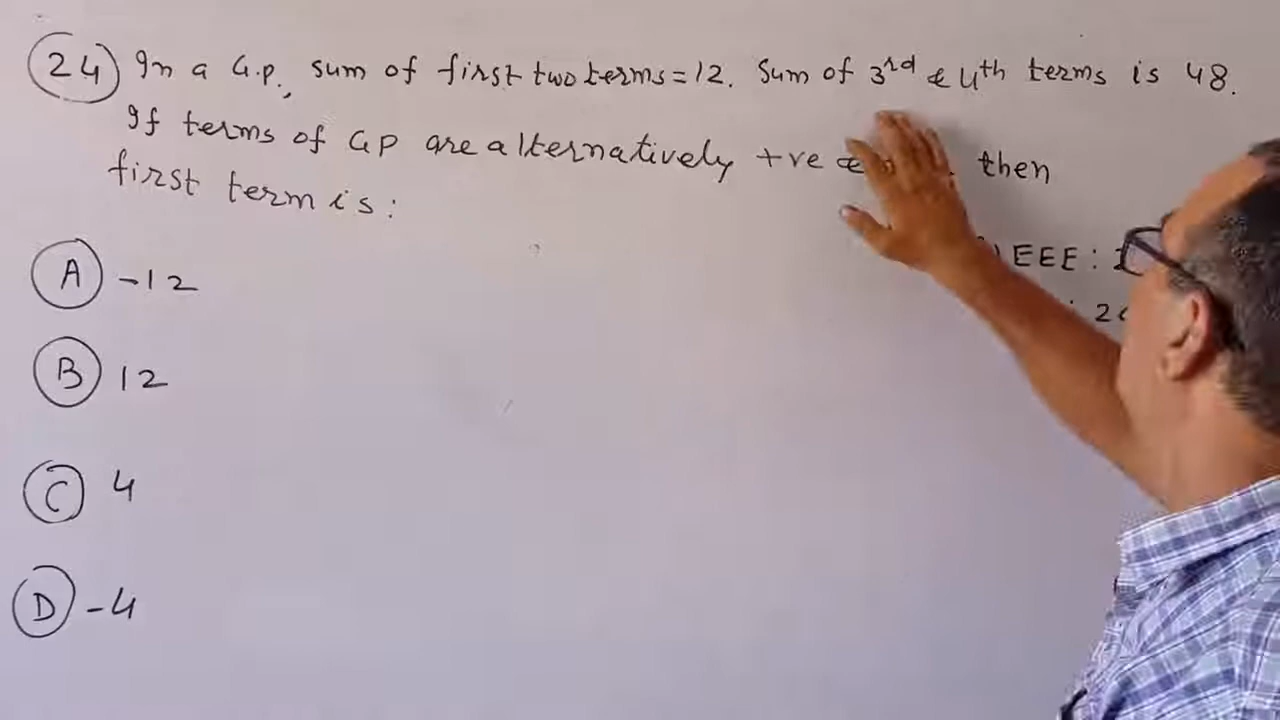 24 In a G.P., sum of first two terms = 12. Sum of 3rd & 4th terms is 48.
If terms of GP are alternatively +ve then
first term is:
EEE:
A -12
B 12
C 4
D -4